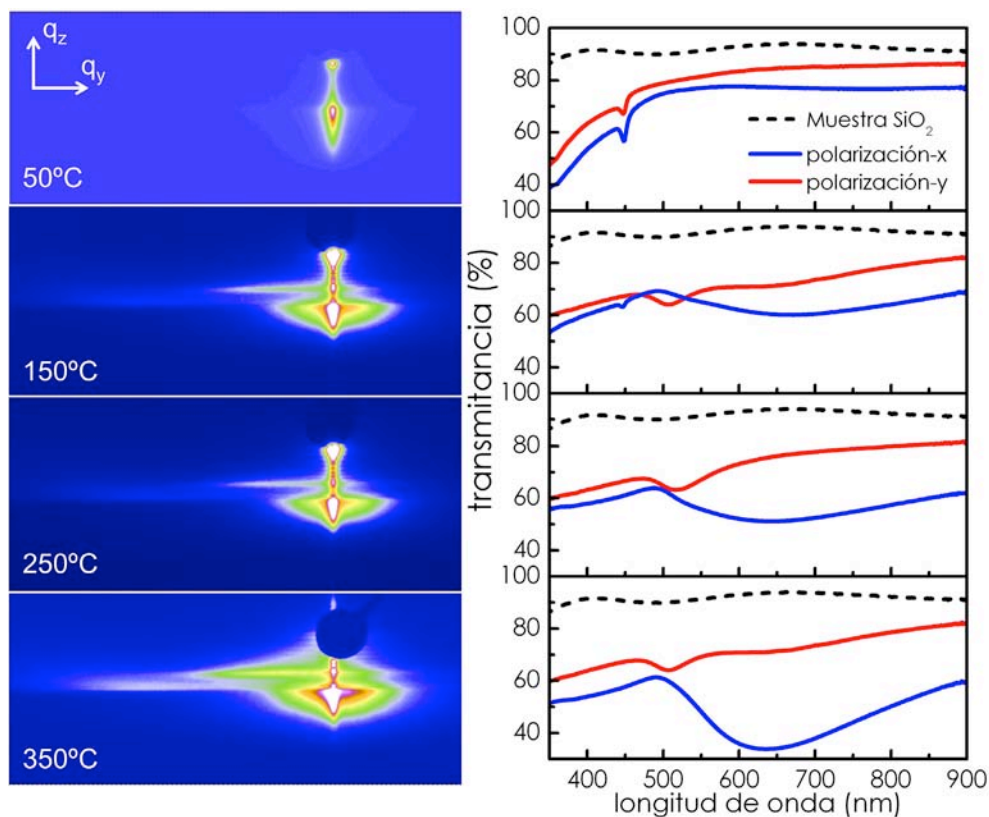 qz
qy
50ºC
150ºC
250ºC
350ºC
transmitancia (%)
100
80
60
40
Muestra SiO2
polarización-x
polarización-y
100
80
60
40
100
80
60
40
100
80
60
40
400 500 600 700 800 900
longitud de onda (nm)